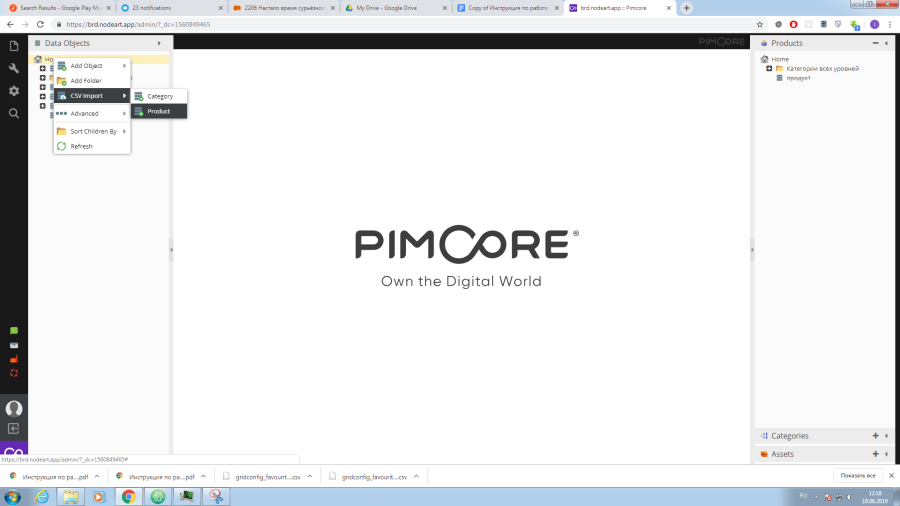 Search Results - Google Play M
23 notifications
2206 Настало время сурьёзнос
My Drive - Google Drive
Copy of Инструкция по работе
brd.nodeart.app :: Pimcore
https://brd.nodeart.app/admin/?_dc=1560849465
Data Objects
PIMCORE
Products
Home
Add Object
Add Folder
CSV Import
Category
Product
Advanced
Sort Children By
Refresh
Home
Категории всех уровней
продукт
PIMCORE®
Own the Digital World
Categories
Assets
https://brd.nodeart.app/admin/?_dc=1560849465#
Инструкция по ра....pdf
Инструкция по ра....pdf
gridconfig_favourit....csv
gridconfig_favourit....csv
Показать все
RU
12:18
18.06.2019